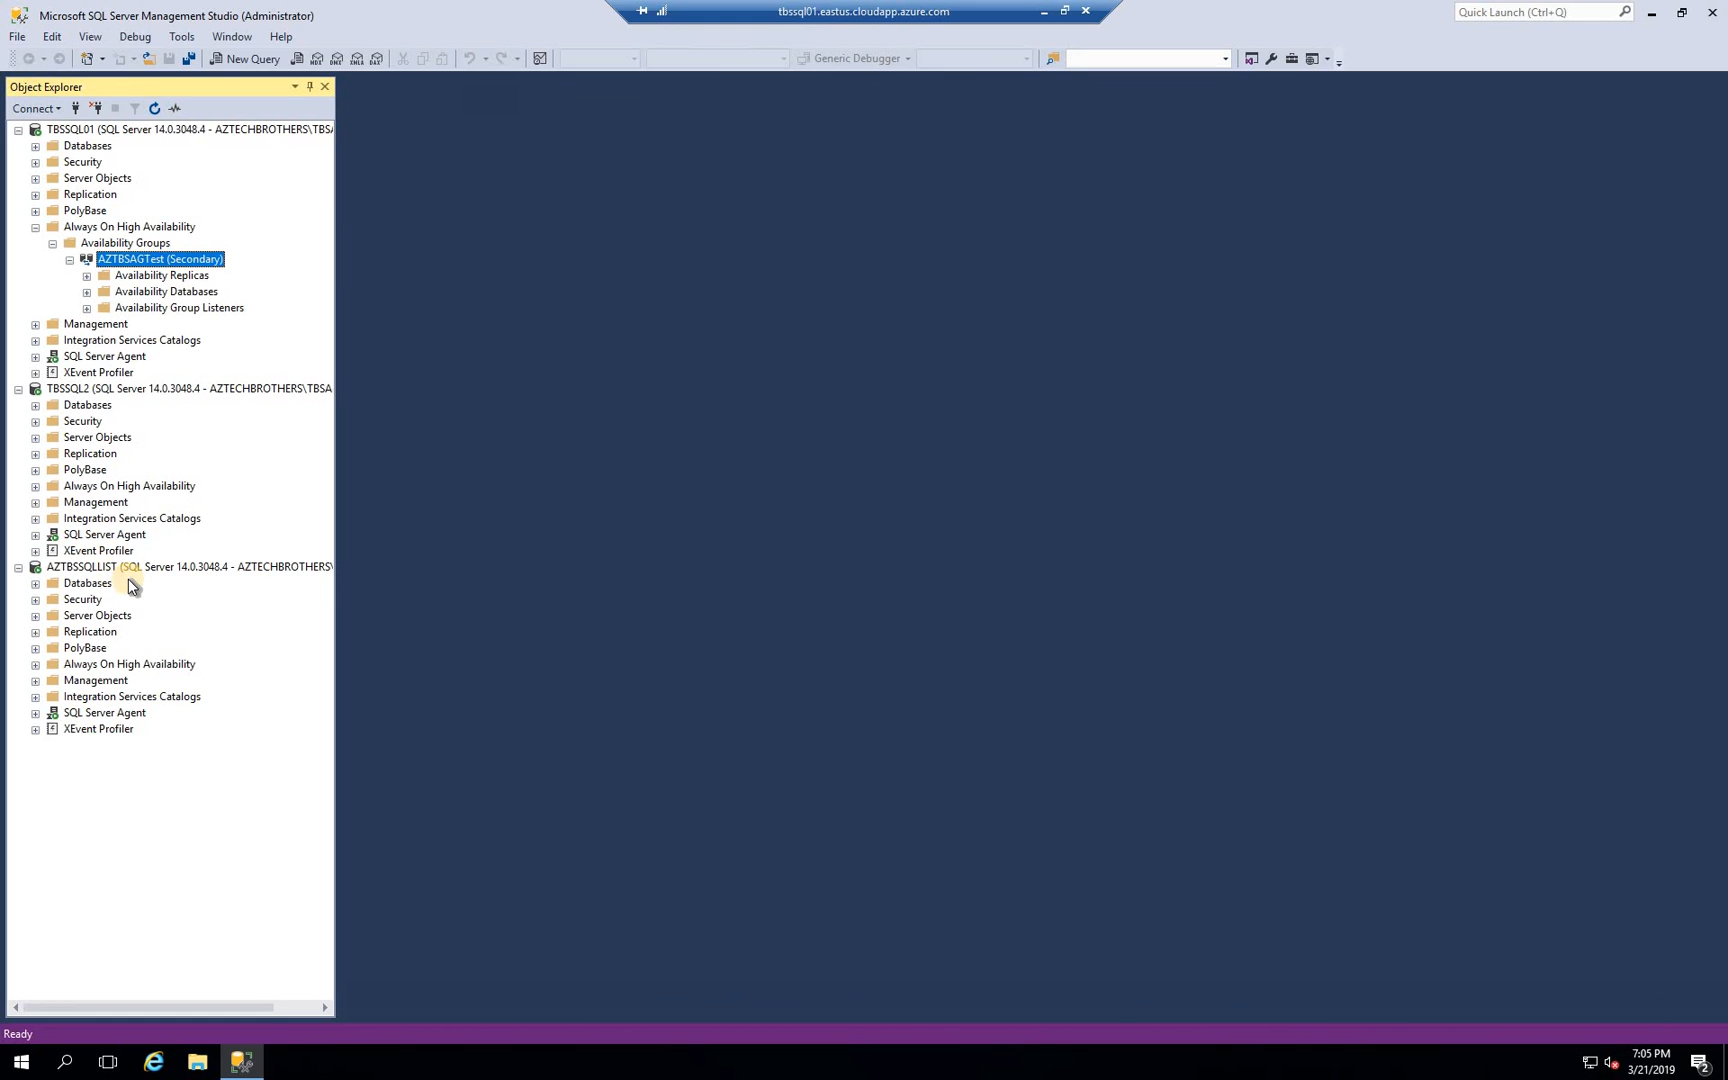 Microsoft SQL Server Management Studio (Administrator)
tbssql01.eastus.cloudapp.azure.com
Quick Launch (Ctrl+Q)
File Edit View Debug Tools Window Help
New Query
MDX
DMX
XMLA
DAX
Generic Debugger
Object Explorer
Connect
TBSSQL01 (SQL Server 14.0.3048.4 - AZTECHBROTHERS\TBSA
Databases
Security
Server Objects
Replication
PolyBase
Always On High Availability
Availability Groups
AZTBSAGTest (Secondary)
Availability Replicas
Availability Databases
Availability Group Listeners
Management
Integration Services Catalogs
SQL Server Agent
XEvent Profiler
TBSSQL2 (SQL Server 14.0.3048.4 - AZTECHBROTHERS\TBSA
Databases
Security
Server Objects
Replication
PolyBase
Always On High Availability
Management
Integration Services Catalogs
SQL Server Agent
XEvent Profiler
AZTBSSQLLIST (SQL Server 14.0.3048.4 - AZTECHBROTHERS\
Databases
Security
Server Objects
Replication
PolyBase
Always On High Availability
Management
Integration Services Catalogs
SQL Server Agent
XEvent Profiler
Ready
7:05 PM
3/21/2019
2